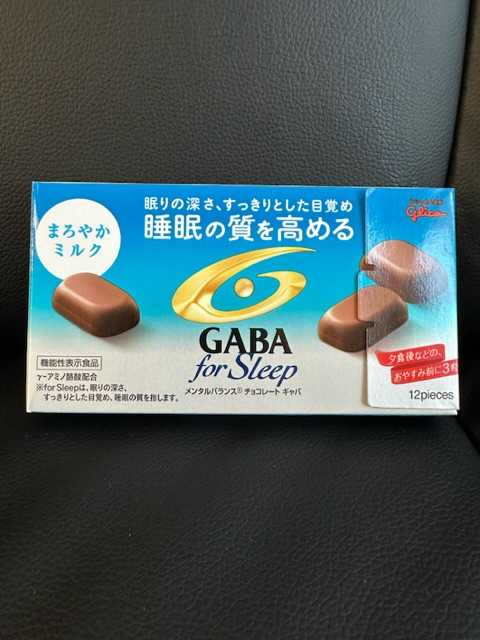 眠りの深さ、すっきりとした目覚め
睡眠の質を高める
まろやか
ミルク
glico
GABA
for Sleep
メンタルバランス® チョコレート ギャバ
機能性表示食品
γ-アミノ酪酸配合
※for Sleepは、眠りの深さ、
すっきりとした目覚め、睡眠の質を指します。
夕食後などの、
おやすみ前に3粒
12pieces